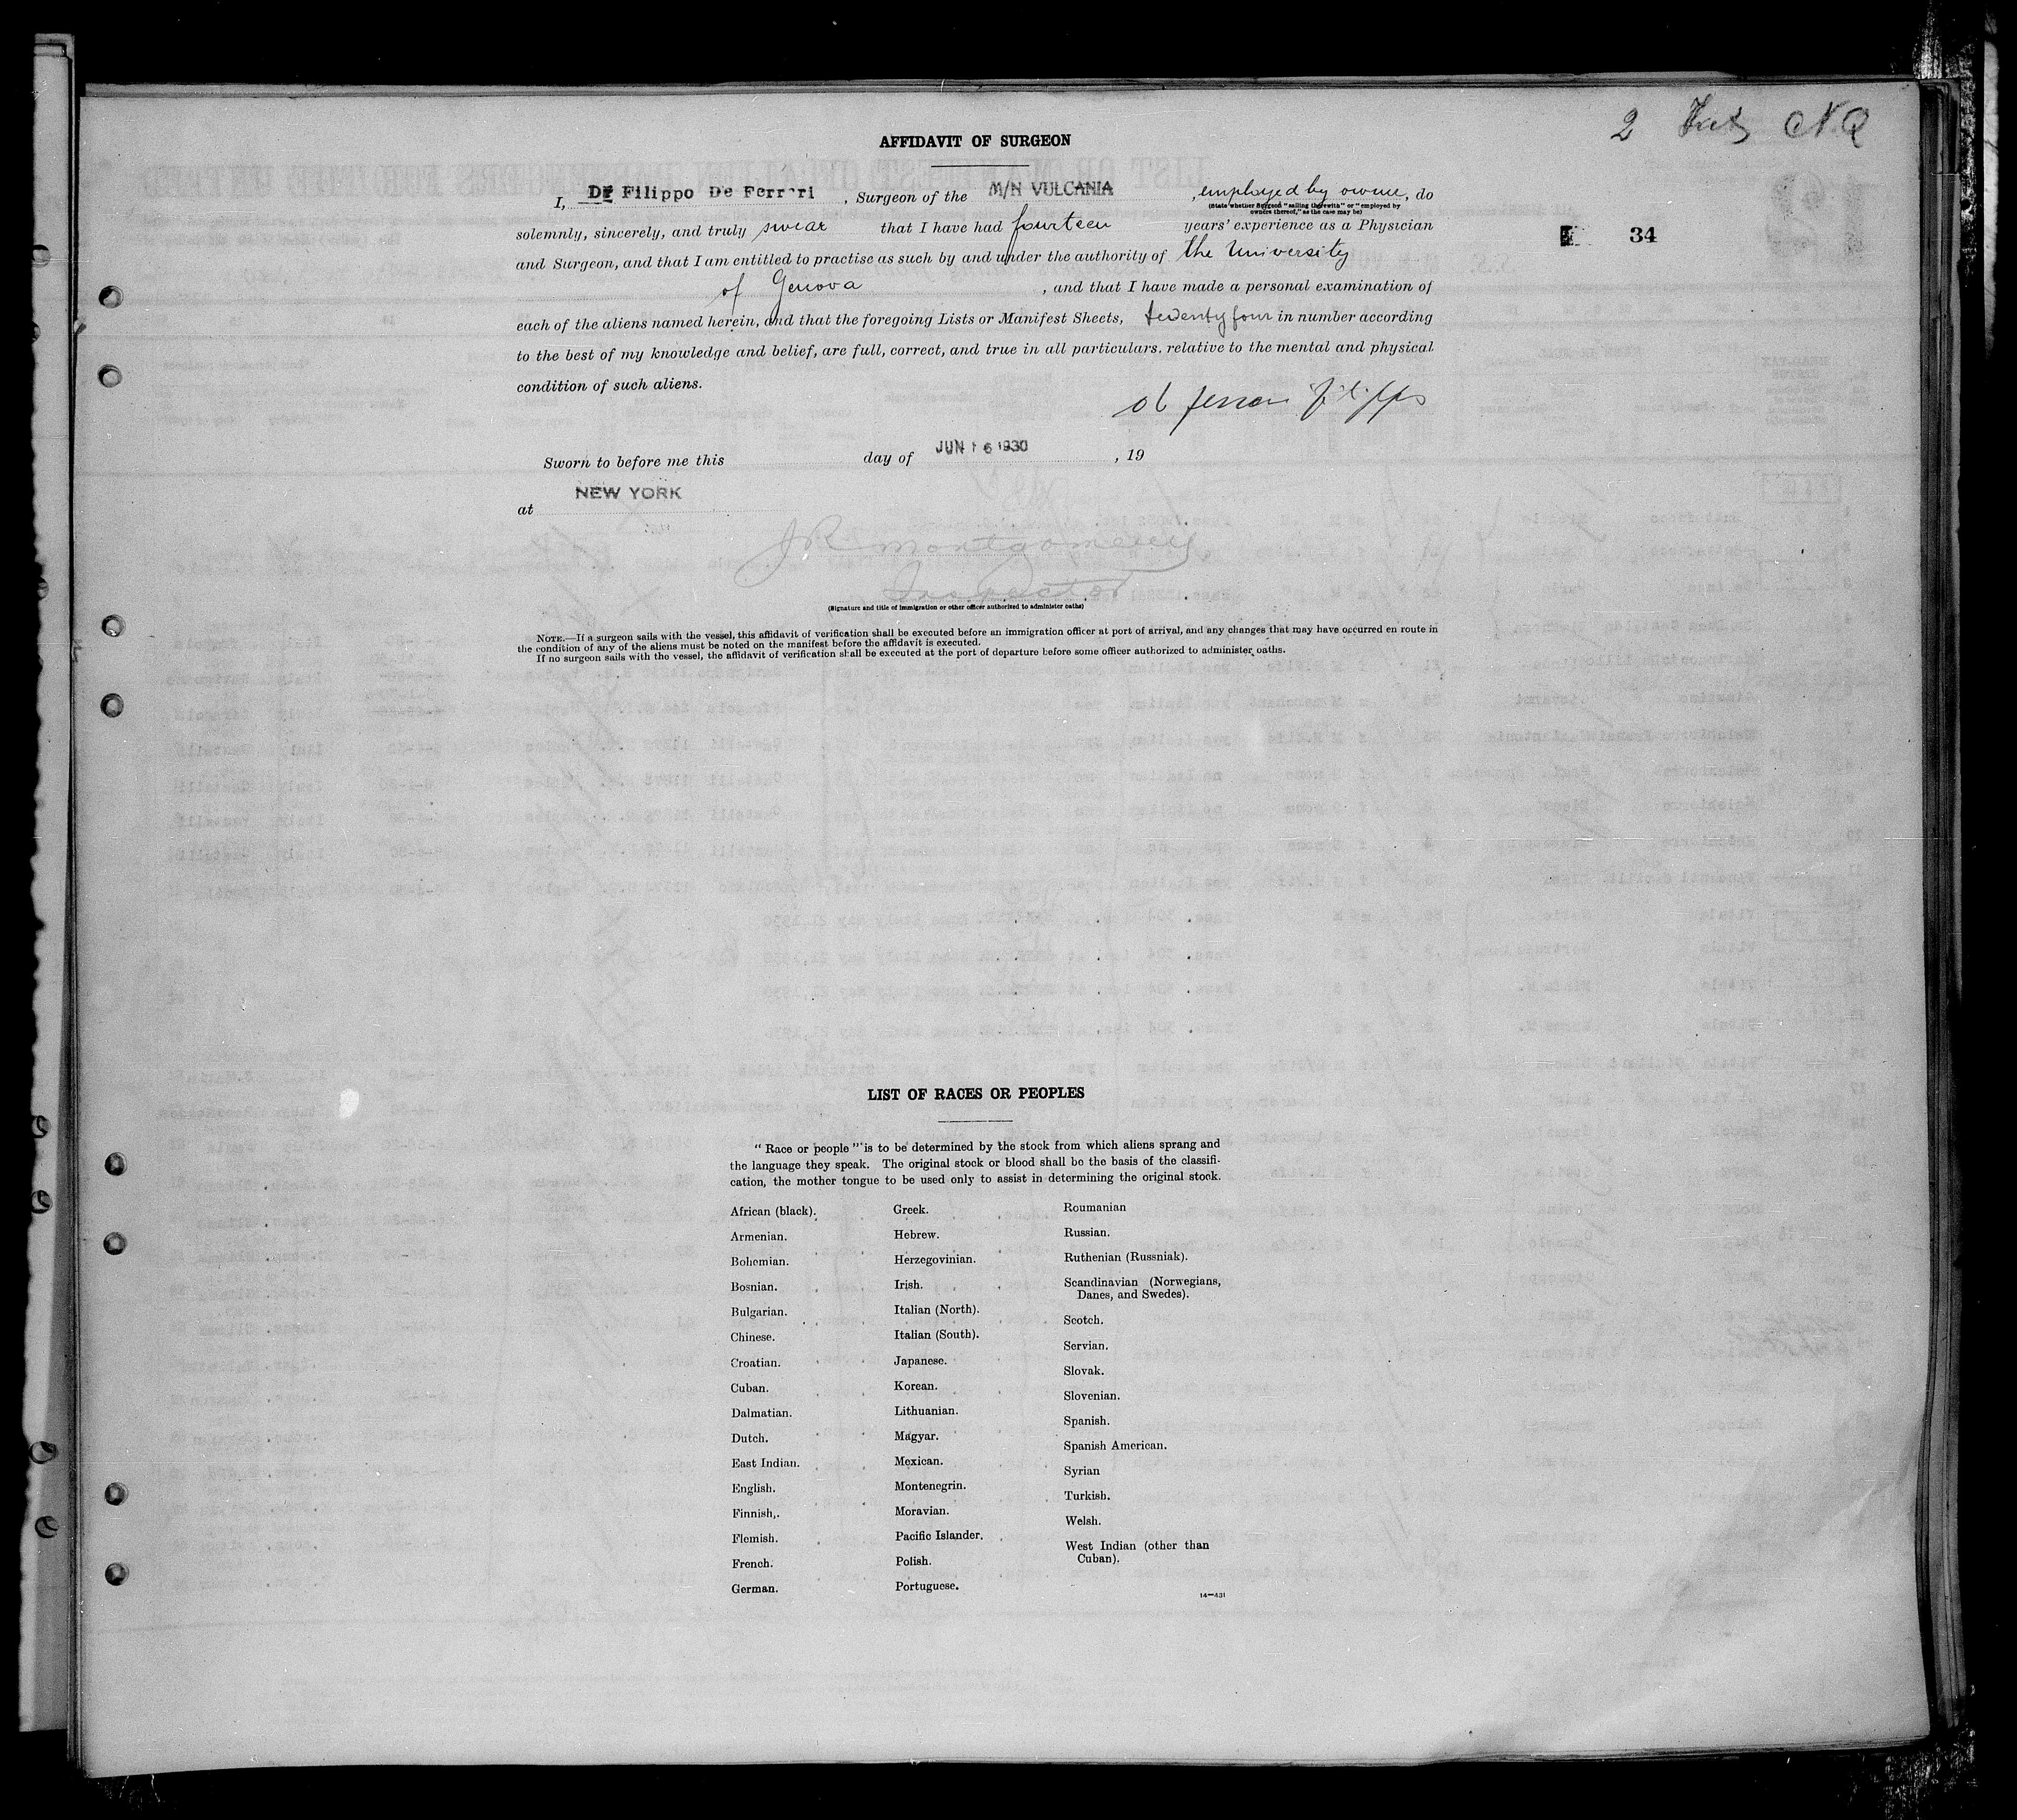 2 NQ
AFFIDAVIT OF SURGEON
I, Dr Filippo De Ferrari, Surgeon of the M/N VULCANIA, employed by owner, do
(State whether Surgeon "sailing therewith" or "employed by
owners thereof," as the case may be)
solemnly, sincerely, and truly swear that I have had fourteen years' experience as a Physician
34
and Surgeon, and that I am entitled to practise as such by and under the authority of the University
of Genova, and that I have made a personal examination of
each of the aliens named herein, and that the foregoing Lists or Manifest Sheets, twenty four in number according
to the best of my knowledge and belief, are full, correct, and true in all particulars, relative to the mental and physical
condition of such aliens.
Sworn to before me this day of JUN 16 1930, 19
at NEW YORK
JR Montgomery
Inspector
(Signature and title of immigration or other officer authorized to administer oaths)
NOTE.—If a surgeon sails with the vessel, this affidavit of verification shall be executed before an immigration officer at port of arrival, and any changes that may have occurred en route in
the condition of any of the aliens must be noted on the manifest before the affidavit is executed.
If no surgeon sails with the vessel, the affidavit of verification shall be executed at the port of departure before some officer authorized to administer oaths.
LIST OF RACES OR PEOPLES
"Race or people" is to be determined by the stock from which aliens sprang and
the language they speak. The original stock or blood shall be the basis of the classifi-
cation, the mother tongue to be used only to assist in determining the original stock.
African (black).
Armenian.
Bohemian.
Bosnian.
Bulgarian.
Chinese.
Croatian.
Cuban.
Dalmatian.
Dutch.
East Indian.
English.
Finnish.
Flemish.
French.
German.
Greek.
Hebrew.
Herzegovinian.
Irish.
Italian (North).
Italian (South).
Japanese.
Korean.
Lithuanian.
Magyar.
Mexican.
Montenegrin.
Moravian.
Pacific Islander.
Polish.
Portuguese.
Roumanian
Russian.
Ruthenian (Russniak).
Scandinavian (Norwegians,
Danes, and Swedes).
Scotch.
Servian.
Slovak.
Slovenian.
Spanish.
Spanish American.
Syrian
Turkish.
Welsh.
West Indian (other than
Cuban).
14—431